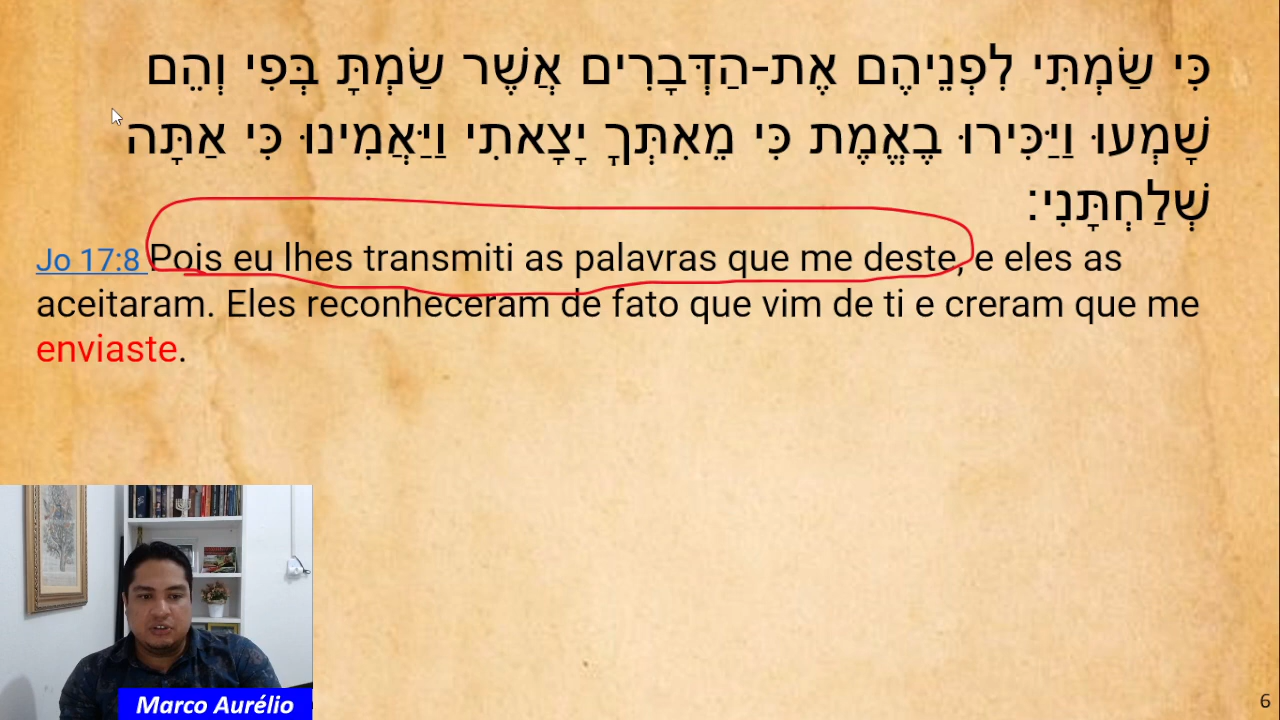 כִּי שַׂמְתִּי לִפְנֵיהֶם אֶת-הַדְּבָרִים אֲשֶׁר שַׂמְתָּ בְּפִי וְהֵם
שָׁמְעוּ וַיַּכִּירוּ בֶאֱמֶת כִּי מֵאִתְּךָ יָצָאתִי וַיַּאֲמִינוּ כִּי אַתָּה
שְׁלַחְתָּנִי:
Jo 17:8 Pois eu lhes transmiti as palavras que me deste, e eles as
aceitaram. Eles reconheceram de fato que vim de ti e creram que me
enviaste.
Marco Aurélio
6